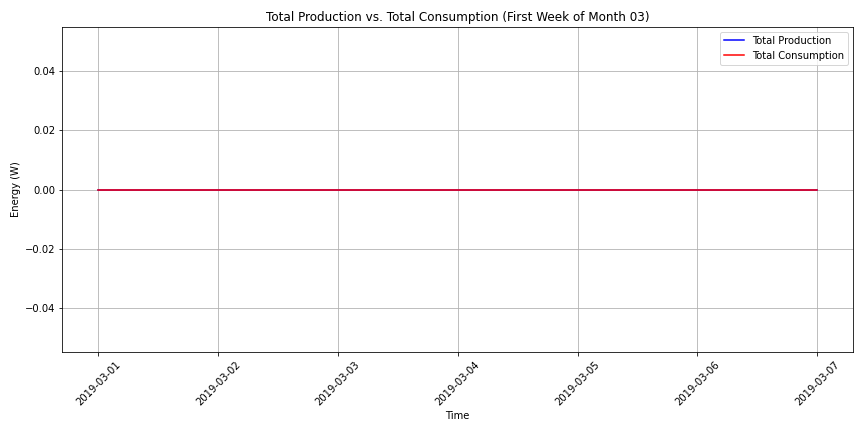 Total Production vs. Total Consumption (First Week of Month 03)
Total Production
Total Consumption
0.04
0.02
0.00
−0.02
−0.04
Energy (W)
2019-03-01
2019-03-02
2019-03-03
2019-03-04
2019-03-05
2019-03-06
2019-03-07
Time